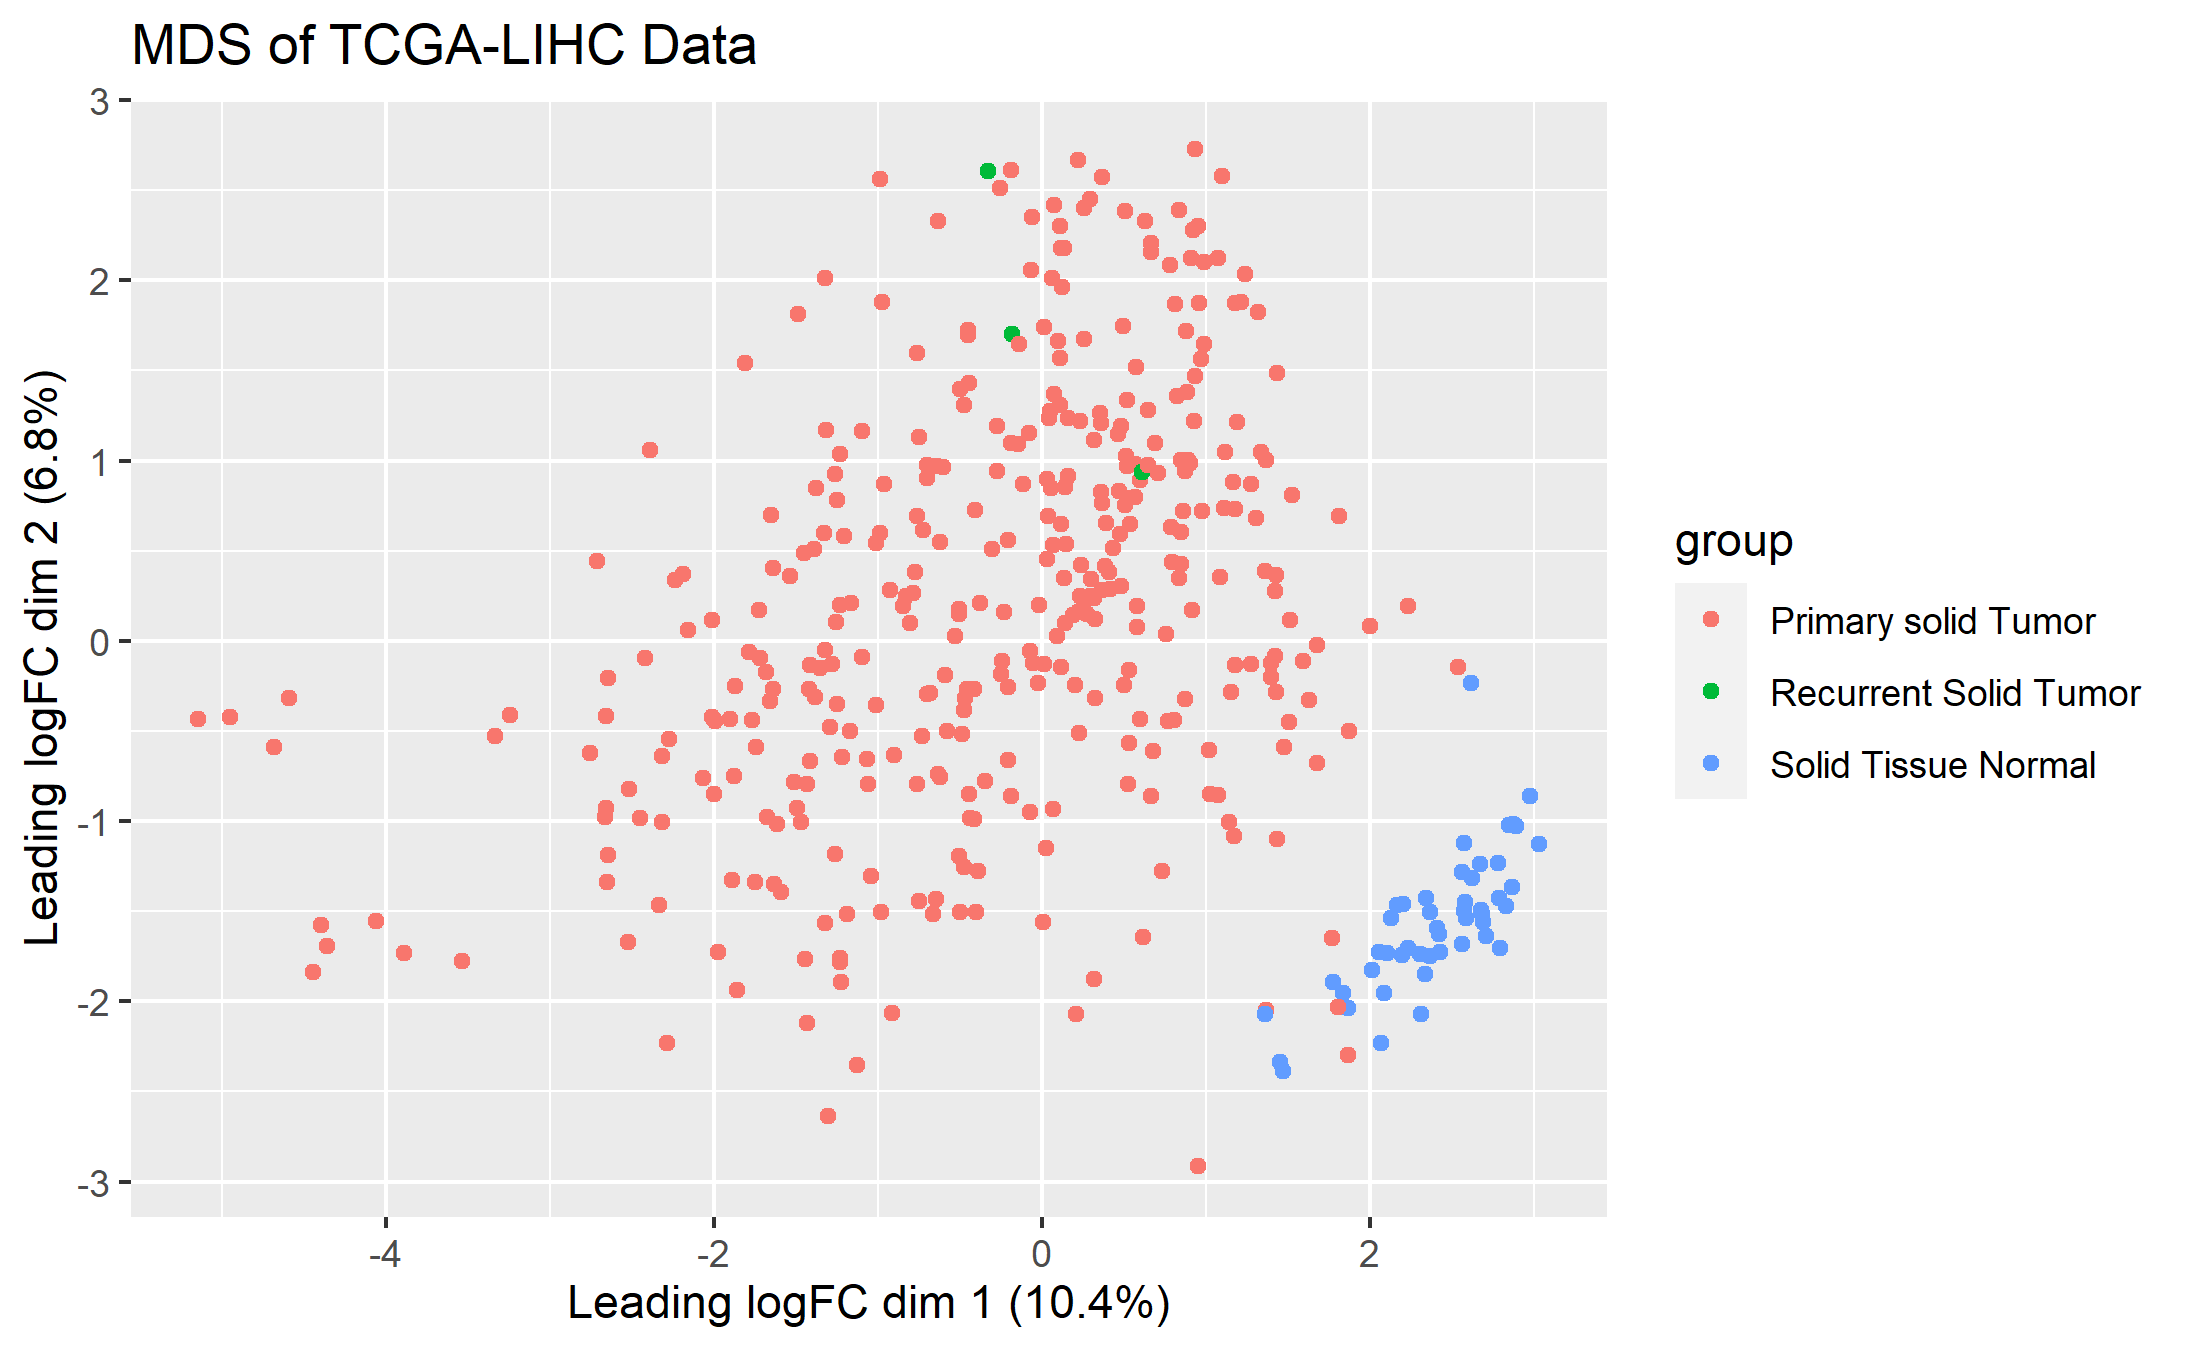 MDS of TCGA-LIHC Data
3
2
1
0
-1
-2
-3
Leading logFC dim 2 (6.8%)
-4
-2
0
2
Leading logFC dim 1 (10.4%)
group
Primary solid Tumor
Recurrent Solid Tumor
Solid Tissue Normal